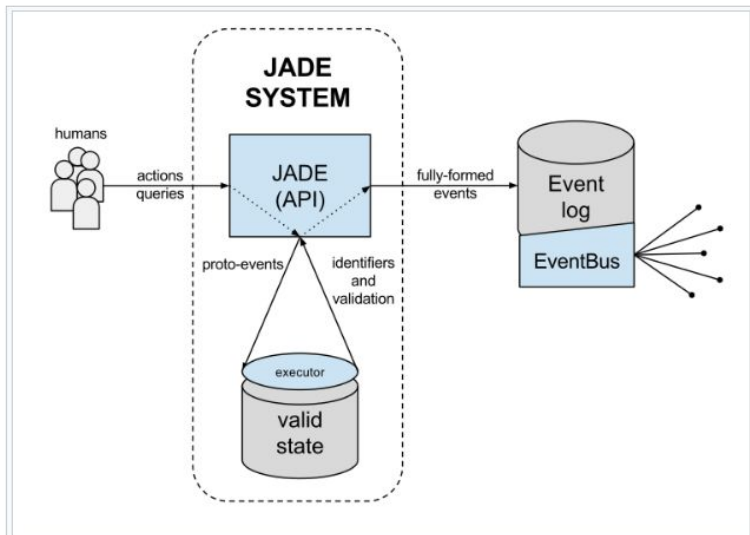 JADE
SYSTEM
humans
actions
queries
JADE
(API)
fully-formed
events
Event
log
EventBus
proto-events
identifiers
and
validation
executor
valid
state